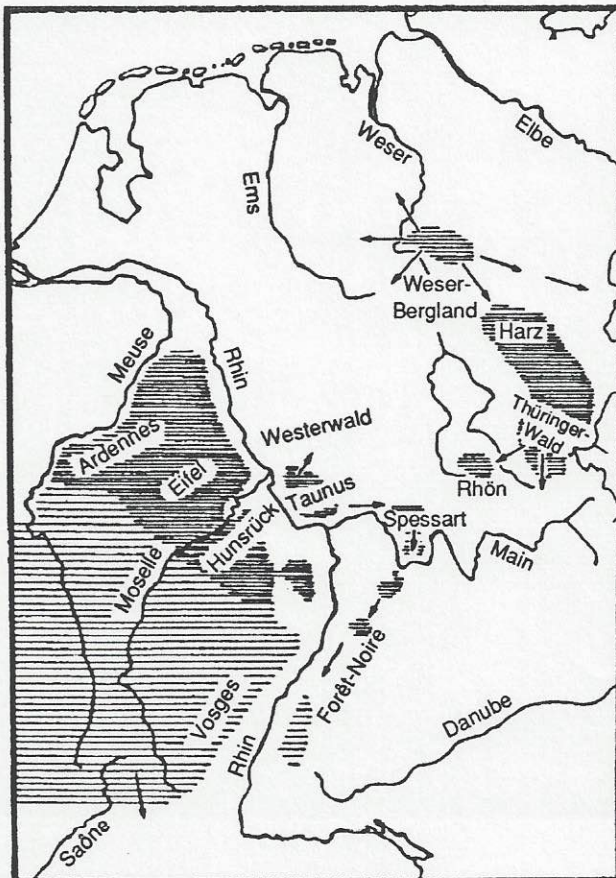 Elbe
Weser
Ems
Weser-
Bergland
Harz
Meuse
Rhin
Thüringer-
Wald
Westerwald
Ardennes
Eifel
Rhön
Taunus
Spessart
Hunsrück
Main
Moselle
Forêt-Noire
Vosges
Danube
Rhin
Saône